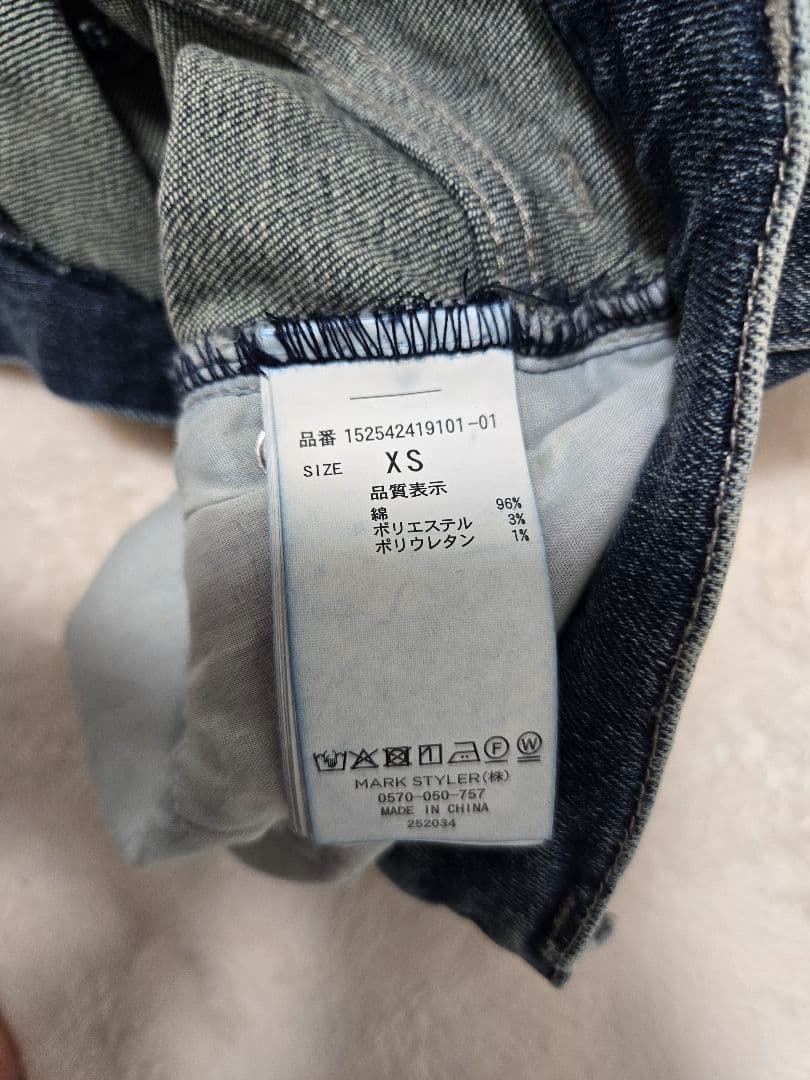 品番 152542419101-01
SIZE XS
品質表示
綿 96%
ポリエステル 3%
ポリウレタン 1%
F W
MARK STYLER(株)
0570-050-757
MADE IN CHINA
252034